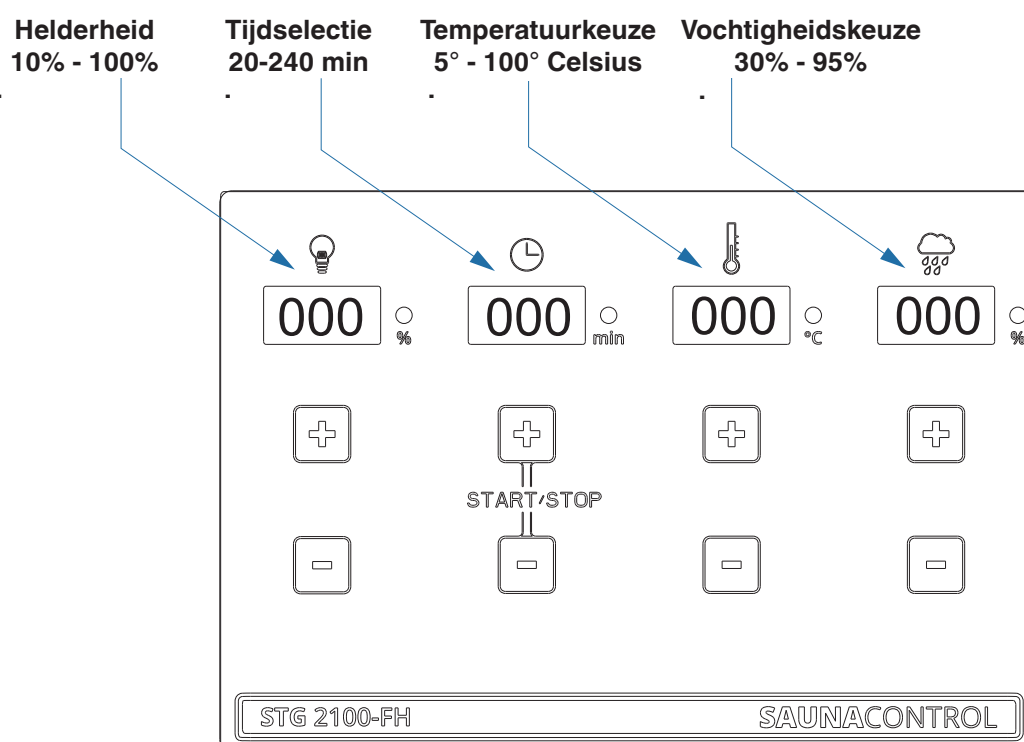 Helderheid
10% - 100%
Tijdselectie
20-240 min
Temperatuurkeuze
5° - 100° Celsius
Vochtigheidskeuze
30% - 95%
000 %
000 min
000 °C
000 %
START/STOP
STG 2100-FH
SAUNACONTROL